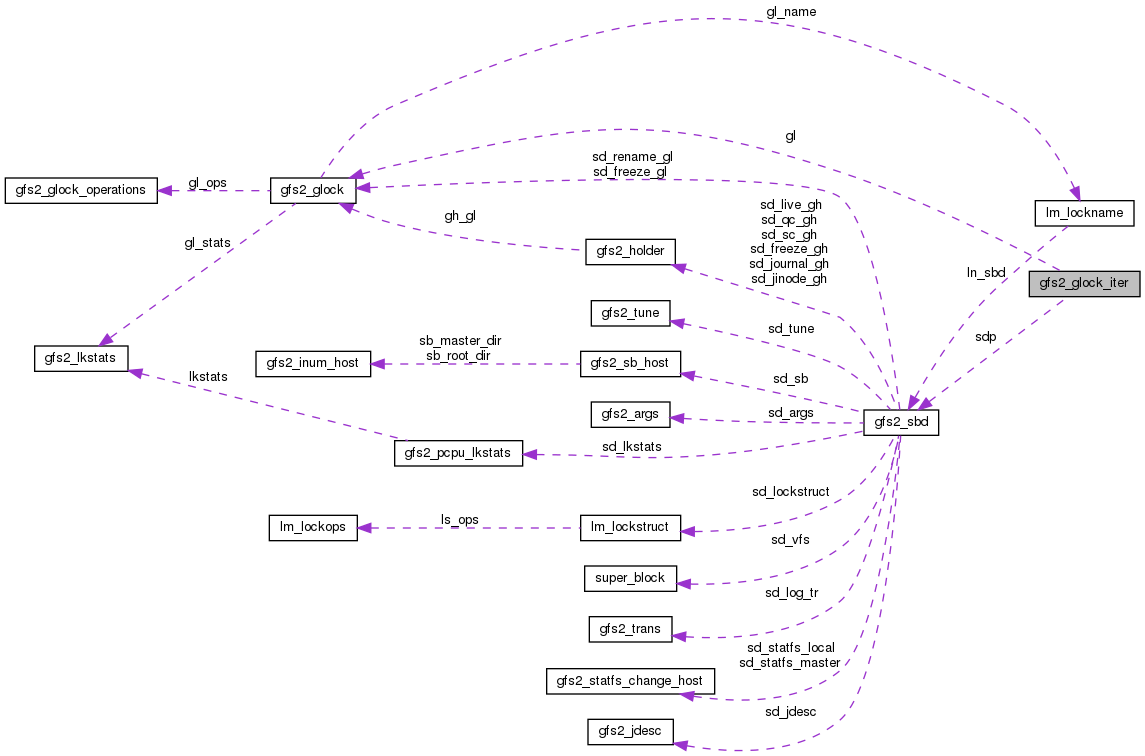 gl_name
gl
sd_rename_gl
sd_freeze_gl
gfs2_glock_operations
gl_ops
gfs2_glock
sd_live_gh
sd_qc_gh
sd_sc_gh
sd_freeze_gh
sd_journal_gh
sd_jinode_gh
lm_lockname
gh_gl
gl_stats
gfs2_holder
ln_sbd
gfs2_glock_iter
gfs2_tune
sd_tune
sdp
sb_master_dir
sb_root_dir
gfs2_lkstats
gfs2_inum_host
gfs2_sb_host
lkstats
sd_sb
gfs2_args
sd_args
gfs2_sbd
gfs2_pcpu_lkstats
sd_lkstats
sd_lockstruct
lm_lockops
ls_ops
lm_lockstruct
sd_vfs
super_block
sd_log_tr
gfs2_trans
sd_statfs_local
sd_statfs_master
gfs2_statfs_change_host
sd_jdesc
gfs2_jdesc